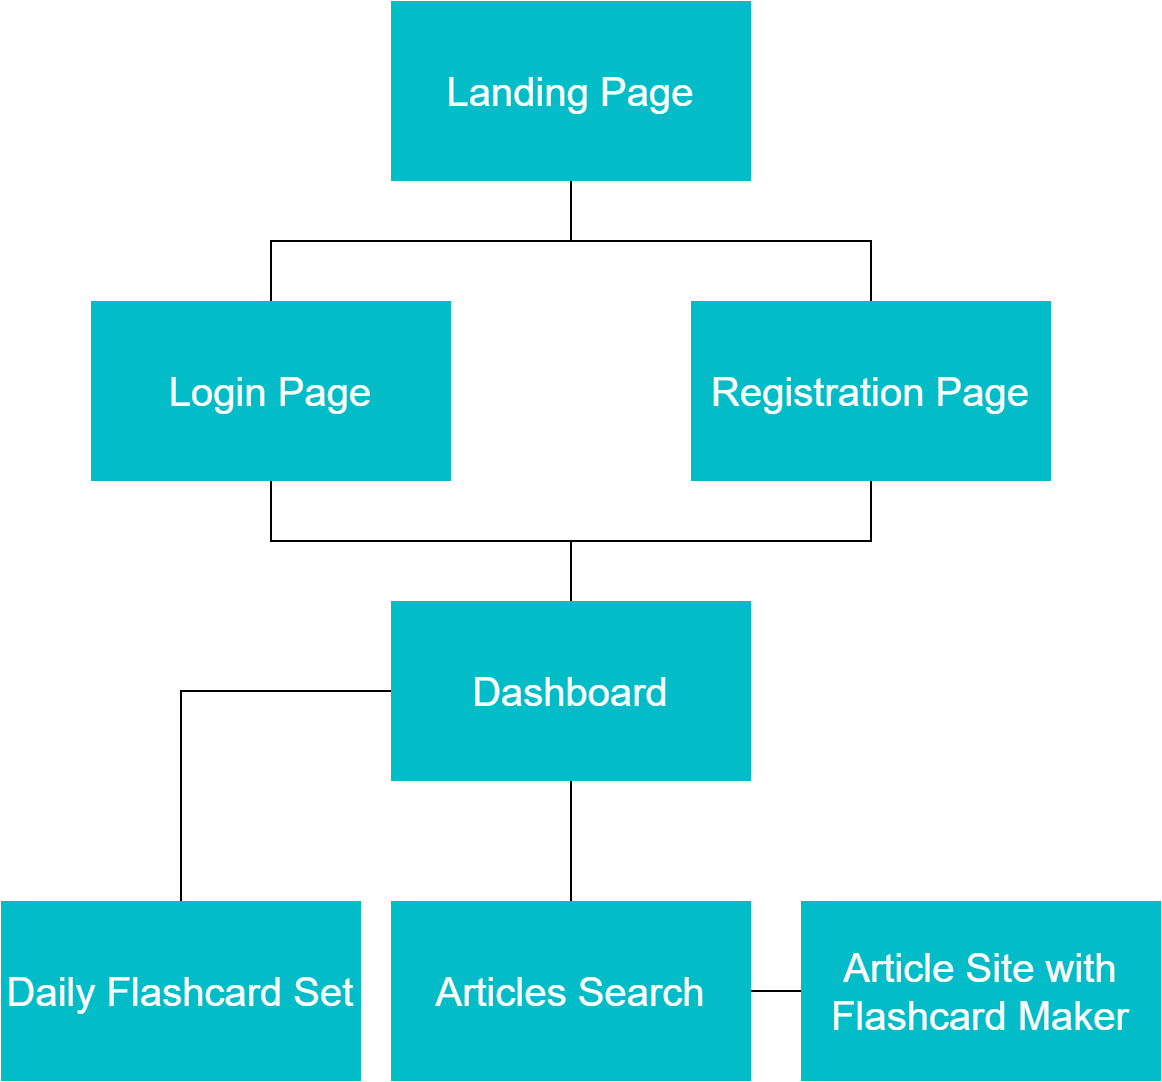 Landing Page
Login Page
Registration Page
Dashboard
Daily Flashcard Set
Articles Search
Article Site with
Flashcard Maker